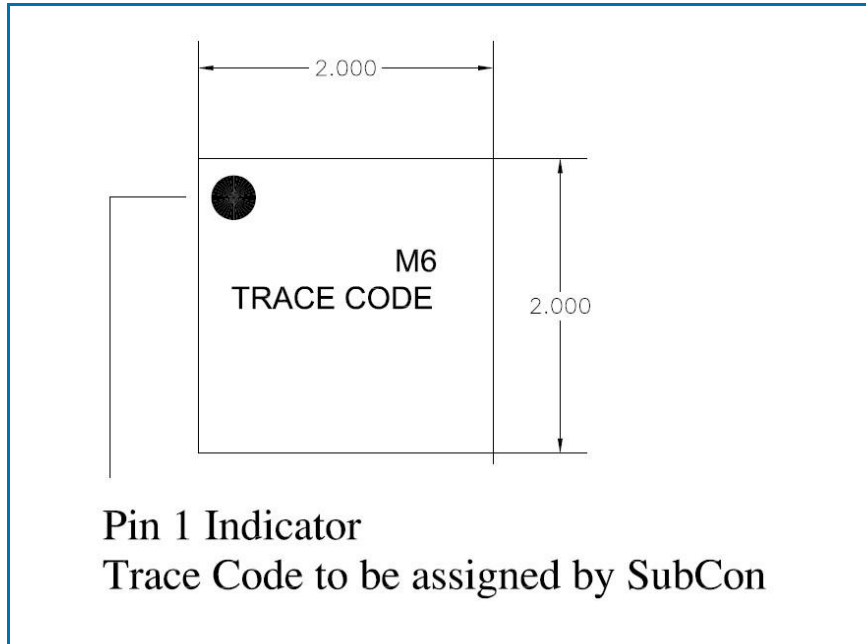 2.000
M6
TRACE CODE
2.000
Pin 1 Indicator
Trace Code to be assigned by SubCon